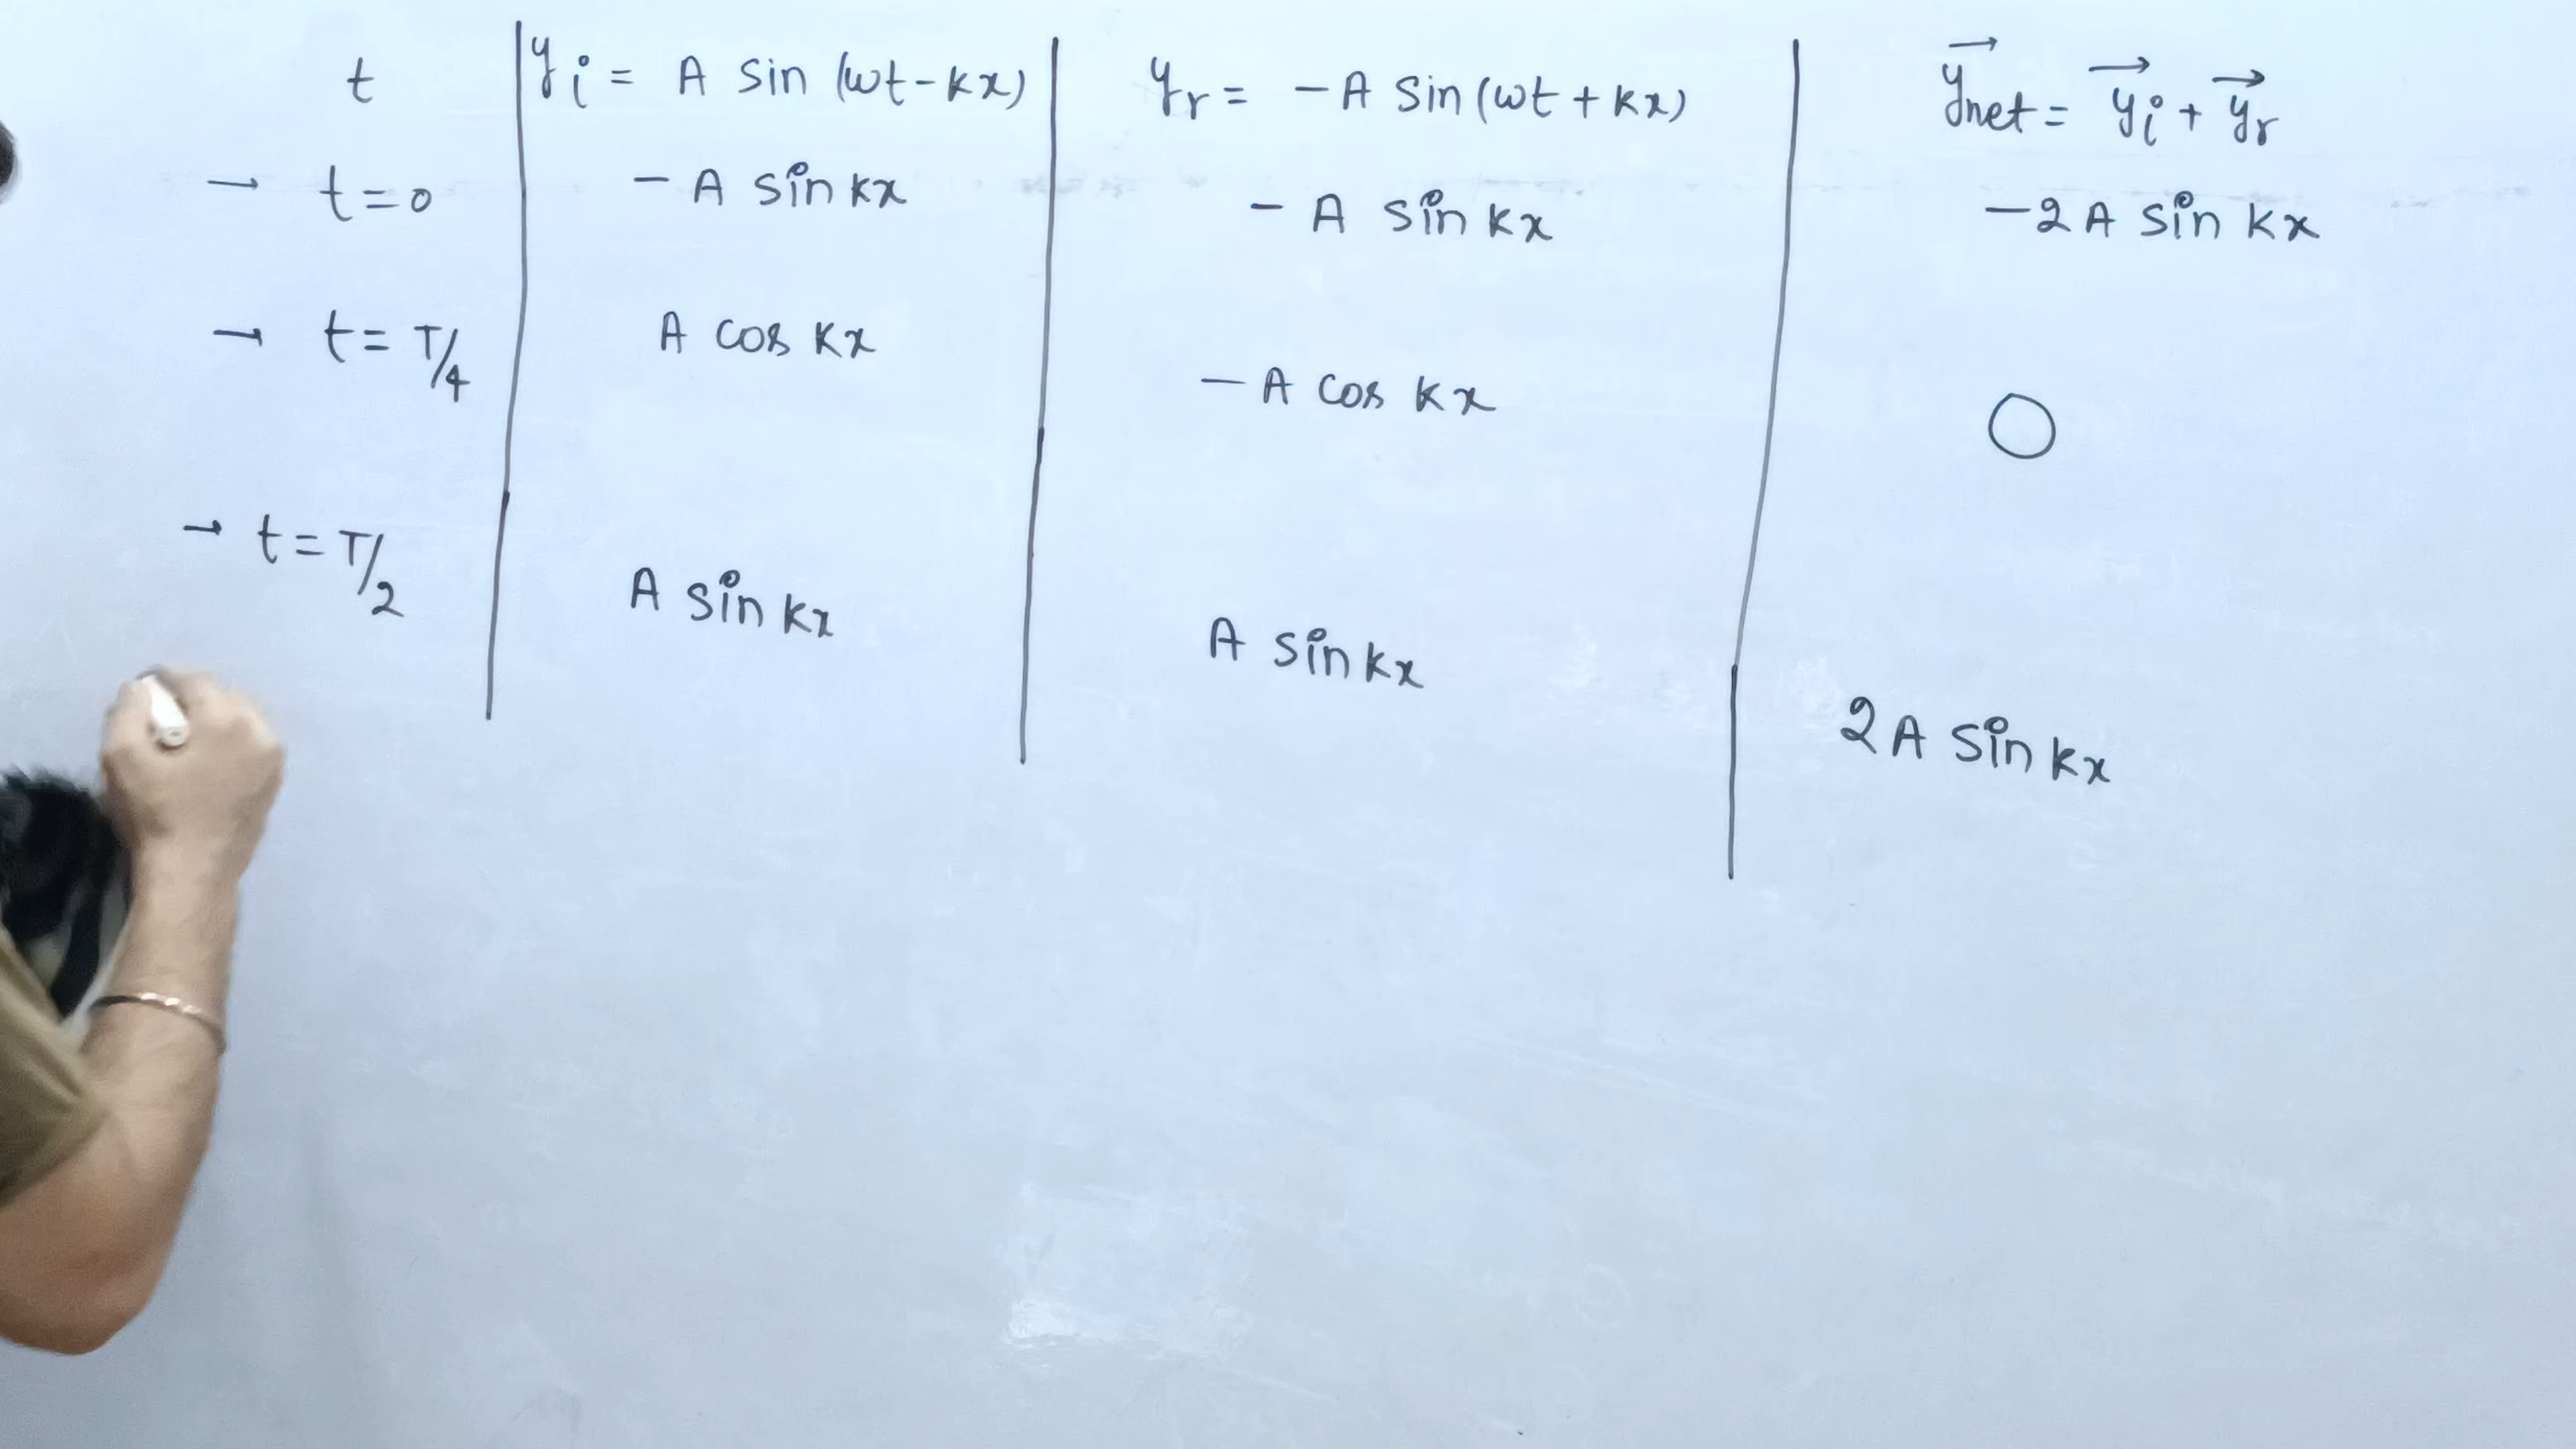 t | yᵢ = A sin (ωt - kx) | yᵣ = -A sin (ωt + kx) | y⃗net = y⃗ᵢ + y⃗ᵣ
→ t = 0 | - A sin kx | - A sin kx | -2 A sin kx
→ t = T/4 | A cos kx | - A cos kx | 0
→ t = T/2 | A sin kx | A sin kx | 2 A sin kx